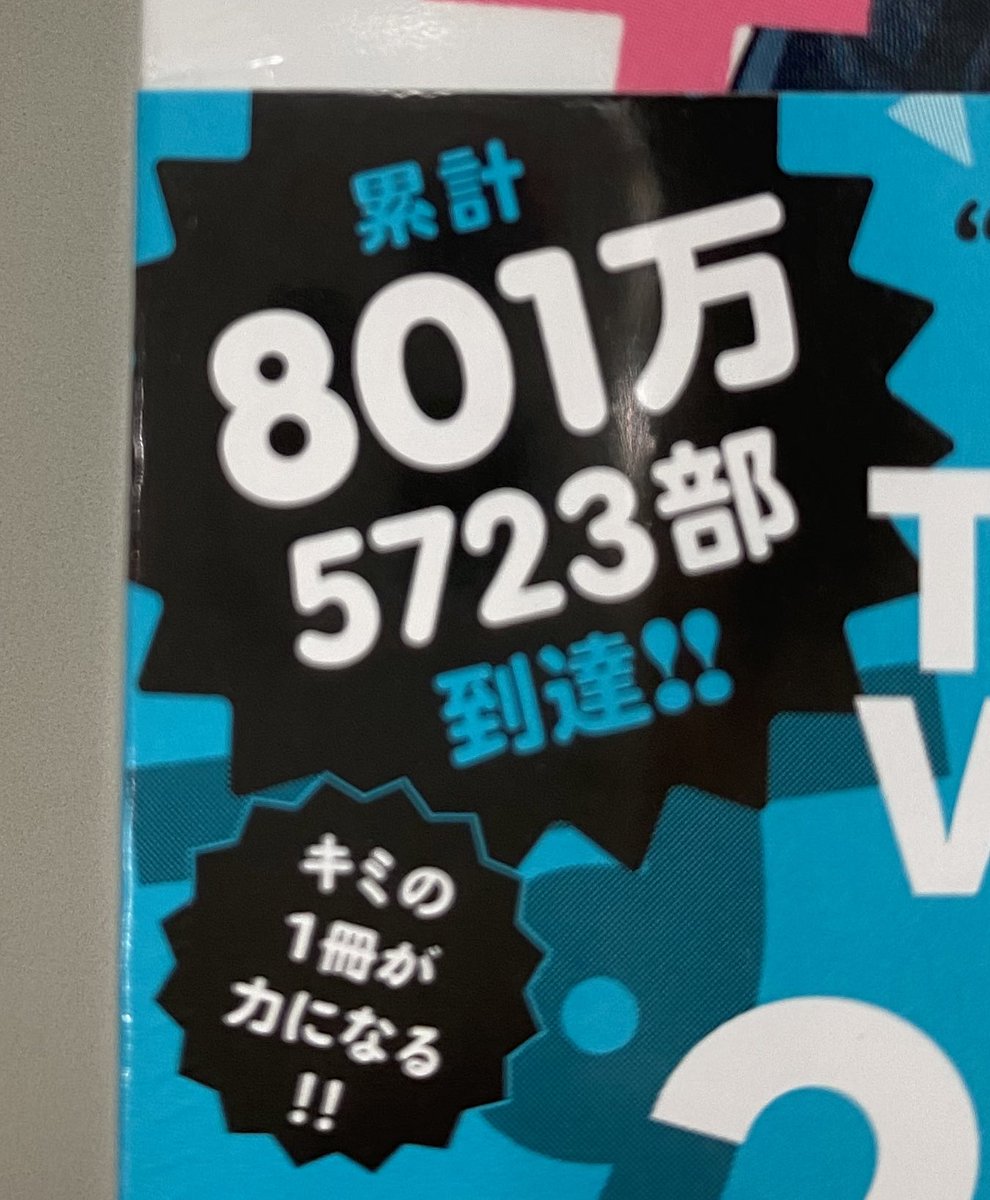 累計
801万
5723部
到達!!
キミの
1冊が
力になる
!!